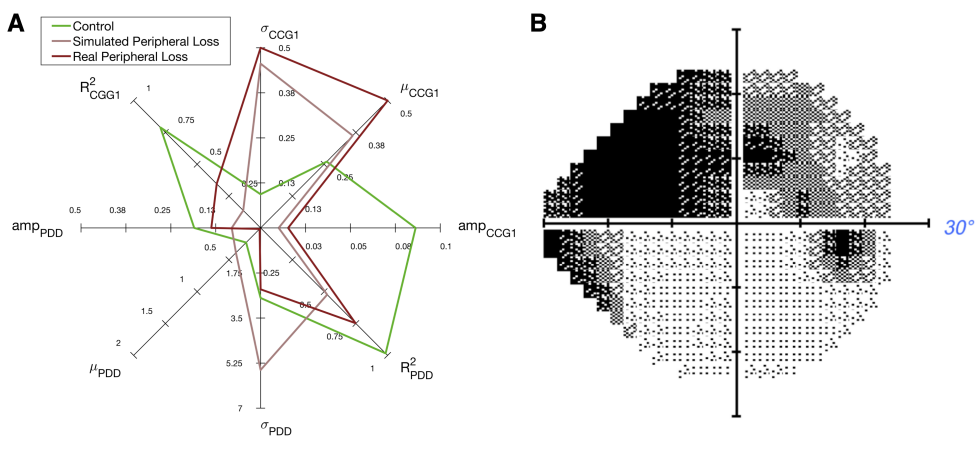 A
Control
Simulated Peripheral Loss
Real Peripheral Loss
σCCG1
0.5
0.38
0.25
0.13
μCCG1
0.5
0.38
0.25
0.13
ampCCG1
0.03
0.05
0.08
0.1
R²PDD
0.25
0.5
0.75
1
σPDD
1.75
3.5
5.25
7
μPDD
0.5
1
1.5
2
ampPDD
0.5
0.38
0.25
0.13
R²CGG1
1
0.75
0.5
0.25
B
30°